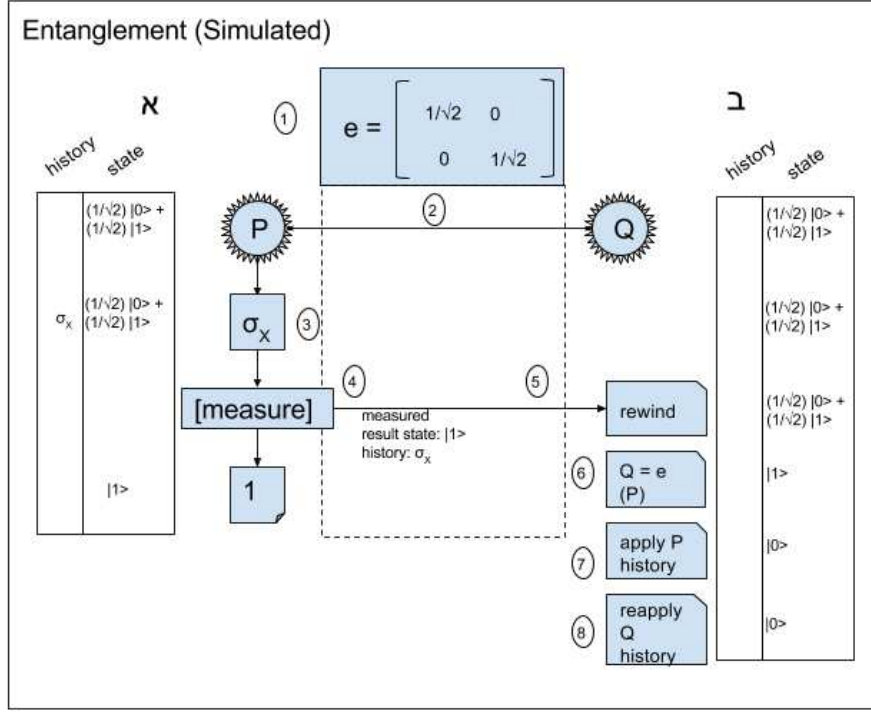 Entanglement (Simulated)
א
ב
1
e =
1/√2 0
0 1/√2
history
state
history
state
(1/√2) |0> +
(1/√2) |1>
P
2
Q
(1/√2) |0> +
(1/√2) |1>
σx
(1/√2) |0> +
(1/√2) |1>
σx
3
(1/√2) |0> +
(1/√2) |1>
[measure]
4
5
measured
result state: |1>
history: σx
rewind
(1/√2) |0> +
(1/√2) |1>
|1>
1
6
Q = e
(P)
|1>
7
apply P
history
|0>
8
reapply
Q
history
|0>